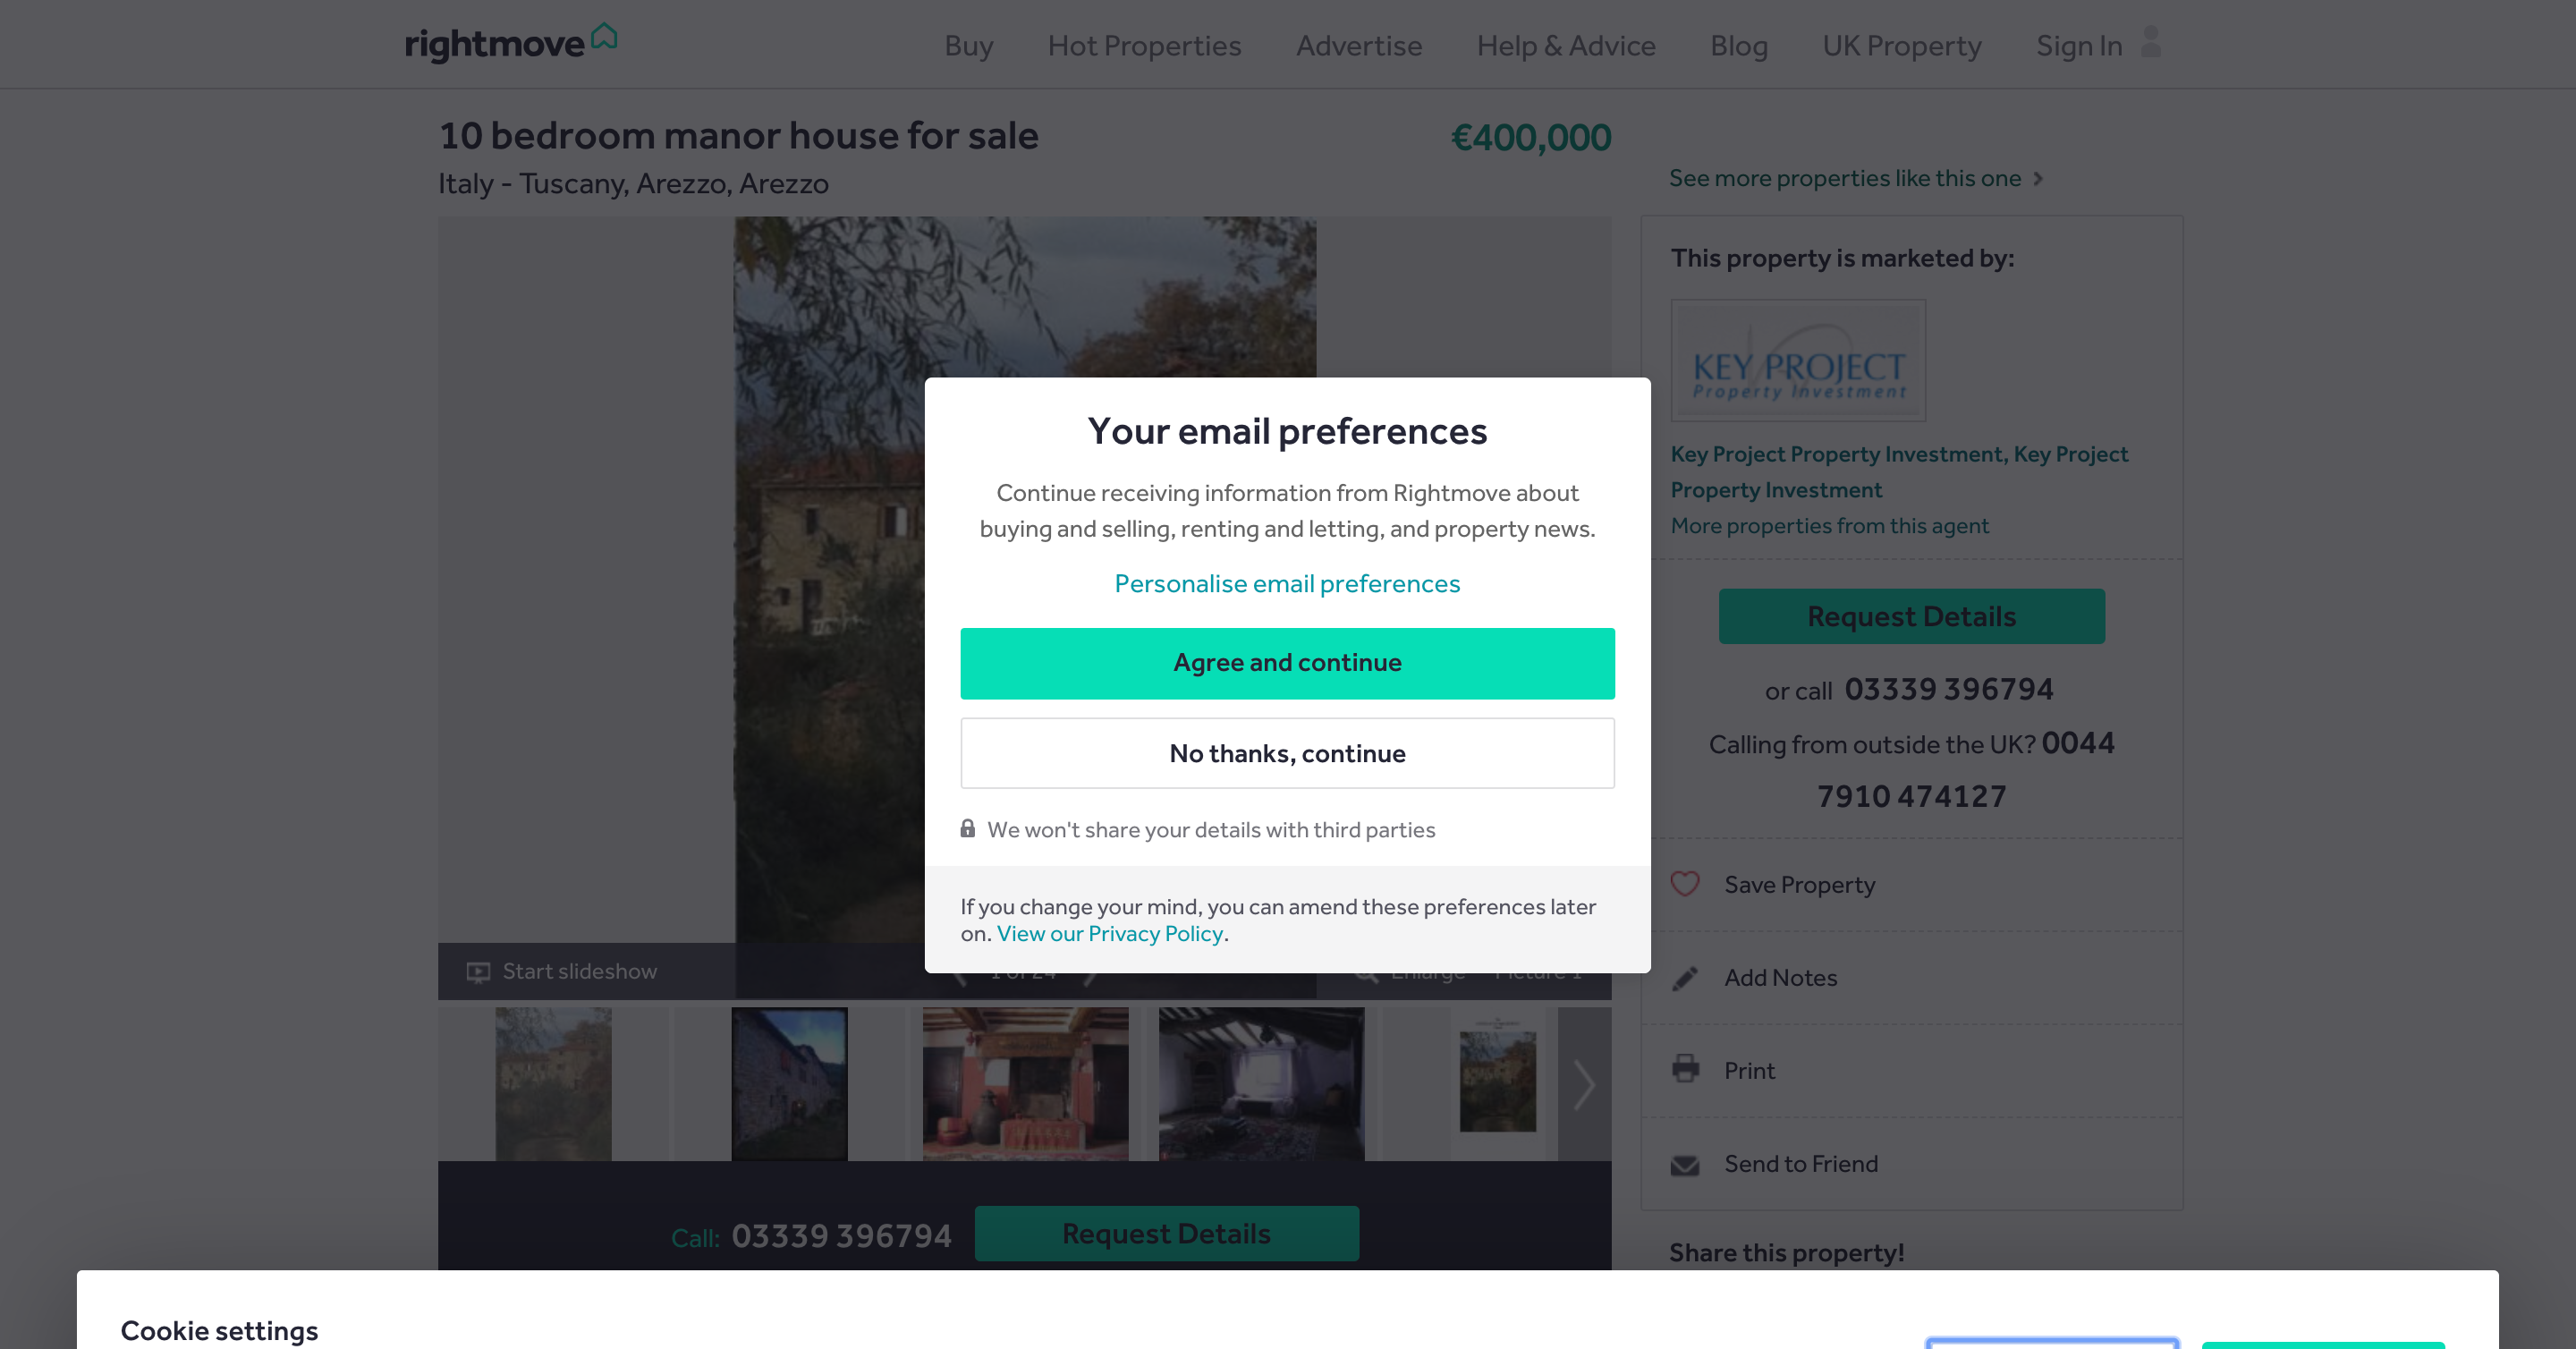 rightmove
Buy
Hot Properties
Advertise
Help & Advice
Blog
UK Property
Sign In
10 bedroom manor house for sale
€400,000
Italy - Tuscany, Arezzo, Arezzo
See more properties like this one
This property is marketed by:
KEY PROJECT
Property Investment
Key Project Property Investment, Key Project
Property Investment
More properties from this agent
Request Details
or call 03339 396794
Calling from outside the UK? 0044
7910 474127
Save Property
Add Notes
Print
Send to Friend
Share this property!
Your email preferences
Continue receiving information from Rightmove about
buying and selling, renting and letting, and property news.
Personalise email preferences
Agree and continue
No thanks, continue
We won't share your details with third parties
If you change your mind, you can amend these preferences later
on. View our Privacy Policy.
Start slideshow
1 of 24
Enlarge
Picture 1
Call: 03339 396794
Request Details
Cookie settings